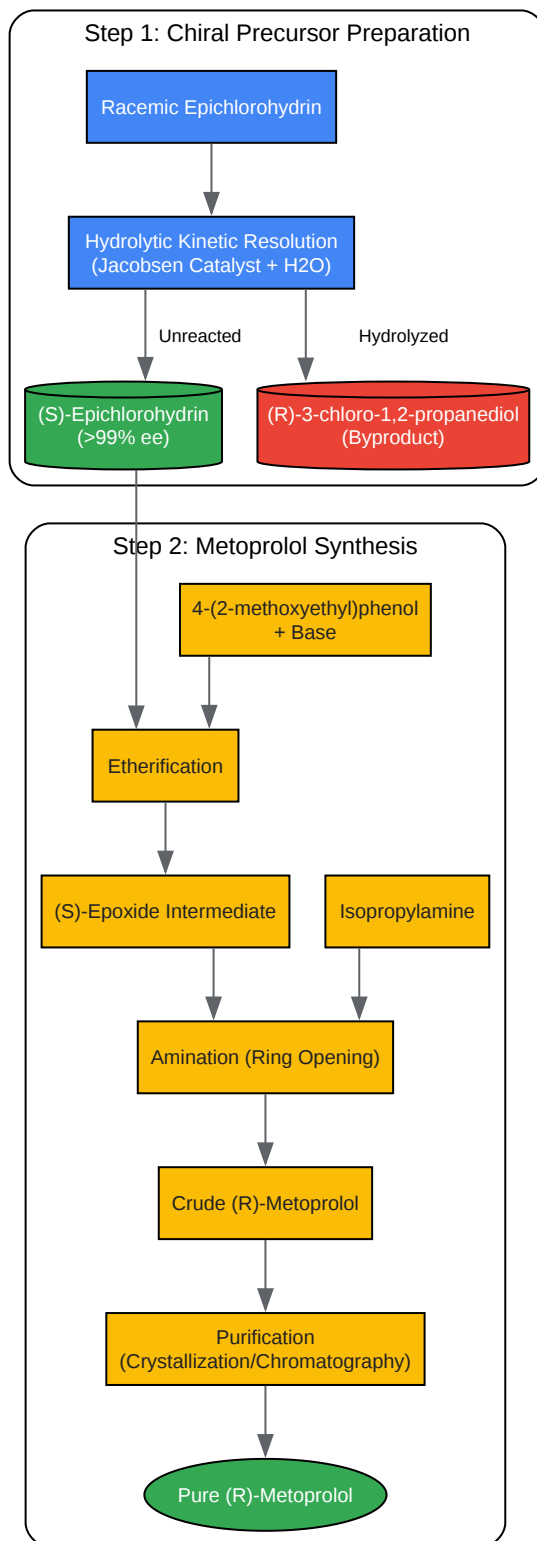 Step 1: Chiral Precursor Preparation
Racemic Epichlorohydrin
Hydrolytic Kinetic Resolution
(Jacobsen Catalyst + H2O)
Unreacted
Hydrolyzed
(S)-Epichlorohydrin
(>99% ee)
(R)-3-chloro-1,2-propanediol
(Byproduct)
Step 2: Metoprolol Synthesis
4-(2-methoxyethyl)phenol
+ Base
Etherification
(S)-Epoxide Intermediate
Isopropylamine
Amination (Ring Opening)
Crude (R)-Metoprolol
Purification
(Crystallization/Chromatography)
Pure (R)-Metoprolol